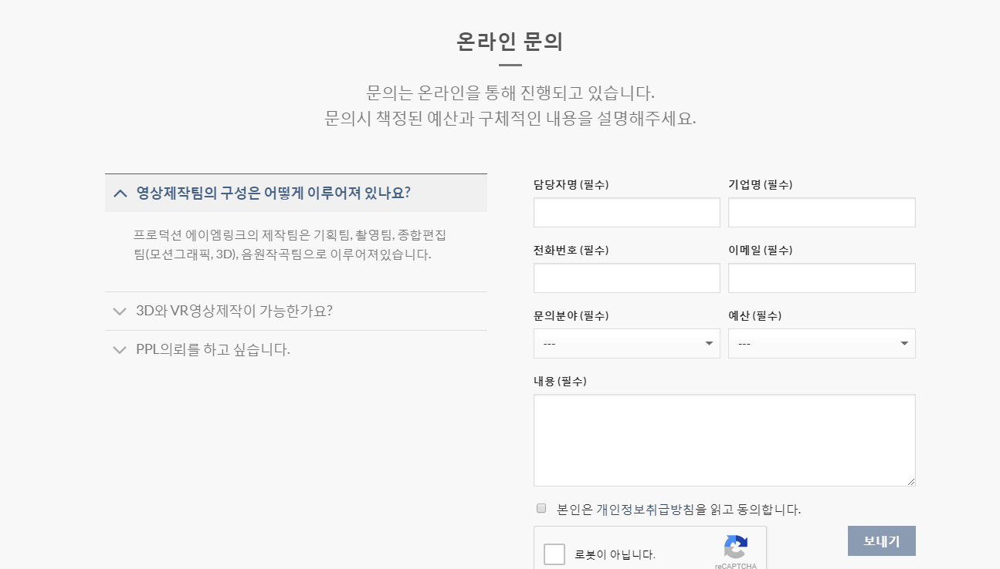 온라인 문의
문의는 온라인을 통해 진행되고 있습니다.
문의시 책정된 예산과 구체적인 내용을 설명해주세요.
영상제작팀의 구성은 어떻게 이루어져 있나요?
프로덕션 에이엠링크의 제작팀은 기획팀, 촬영팀, 종합편집
팀(모션그래픽, 3D), 음원작곡팀으로 이루어져있습니다.
3D와 VR영상제작이 가능한가요?
PPL의뢰를 하고 싶습니다.
담당자명 (필수)
기업명 (필수)
전화번호 (필수)
이메일 (필수)
문의분야 (필수)
예산 (필수)
---
---
내용 (필수)
본인은 개인정보취급방침을 읽고 동의합니다.
로봇이 아닙니다.
reCAPTCHA
보내기